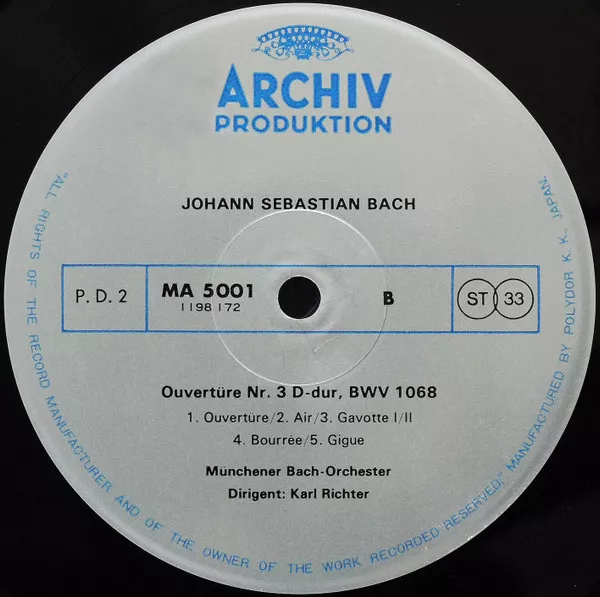 ARCHIV
PRODUKTION
JOHANN SEBASTIAN BACH
P. D. 2
MA 5001
1198 172
B
ST 33
Ouvertüre Nr. 3 D-dur, BWV 1068
1. Ouvertüre/2. Air/3. Gavotte I/II
4. Bourrée/5. Gigue
Münchener Bach-Orchester
Dirigent: Karl Richter
"ALL RIGHTS OF THE RECORD MANUFACTURER AND OF THE OWNER OF THE WORK RECORDED RESERVED." MANUFACTURED BY POLYDOR K. K., JAPAN.